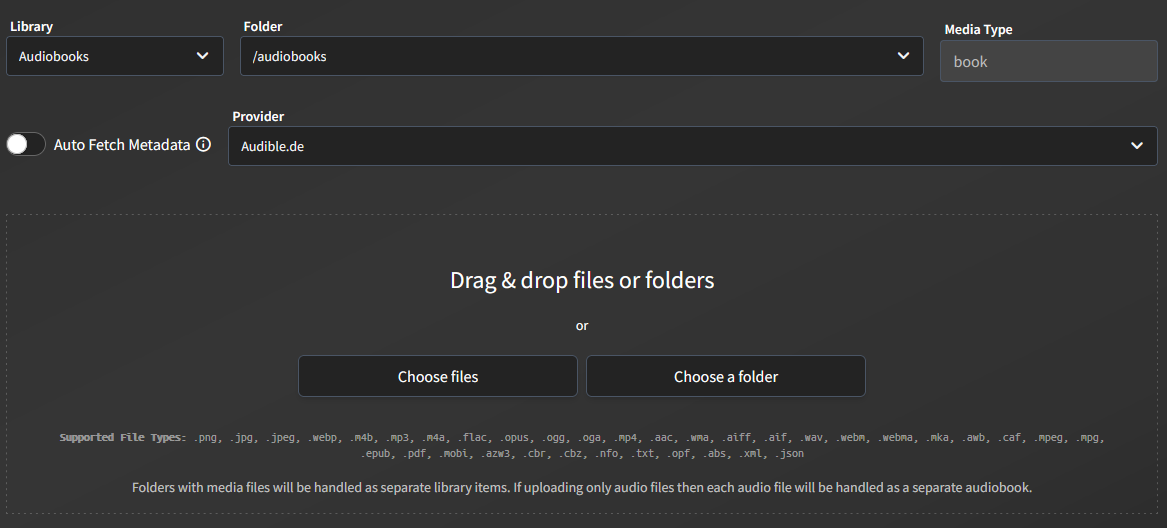 Library
Folder
Media Type
Audiobooks
/audiobooks
book
Provider
Auto Fetch Metadata
Audible.de
Drag & drop files or folders
or
Choose files
Choose a folder
Supported File Types: .png, .jpg, .jpeg, .webp, .m4b, .mp3, .m4a, .flac, .opus, .ogg, .oga, .mp4, .aac, .wma, .aiff, .aif, .wav, .webm, .webma, .mka, .awb, .caf, .mpeg, .mpg,
.epub, .pdf, .mobi, .azw3, .cbr, .cbz, .nfo, .txt, .opf, .abs, .xml, .json
Folders with media files will be handled as separate library items. If uploading only audio files then each audio file will be handled as a separate audiobook.